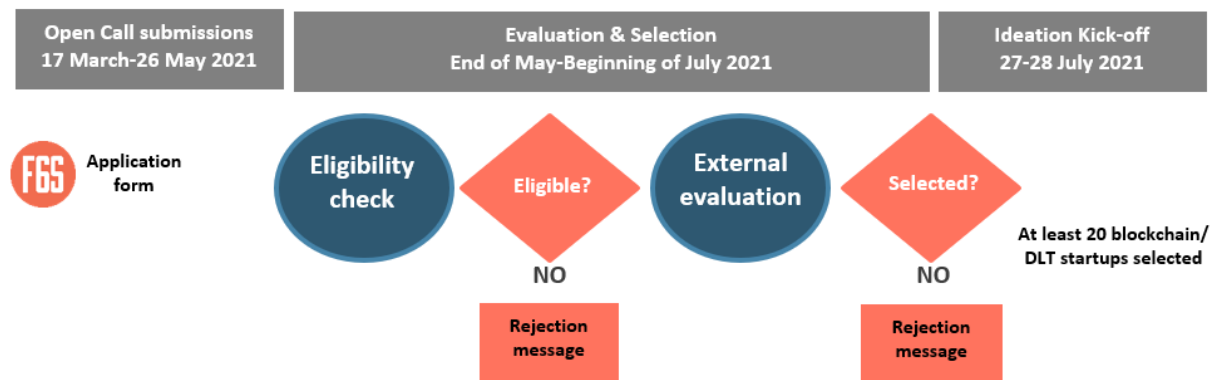 Open Call submissions
17 March-26 May 2021
Evaluation & Selection
End of May-Beginning of July 2021
Ideation Kick-off
27-28 July 2021
F6S
Application
form
Eligibility
check
Eligible?
External
evaluation
Selected?
At least 20 blockchain/
DLT startups selected
NO
NO
Rejection
message
Rejection
message